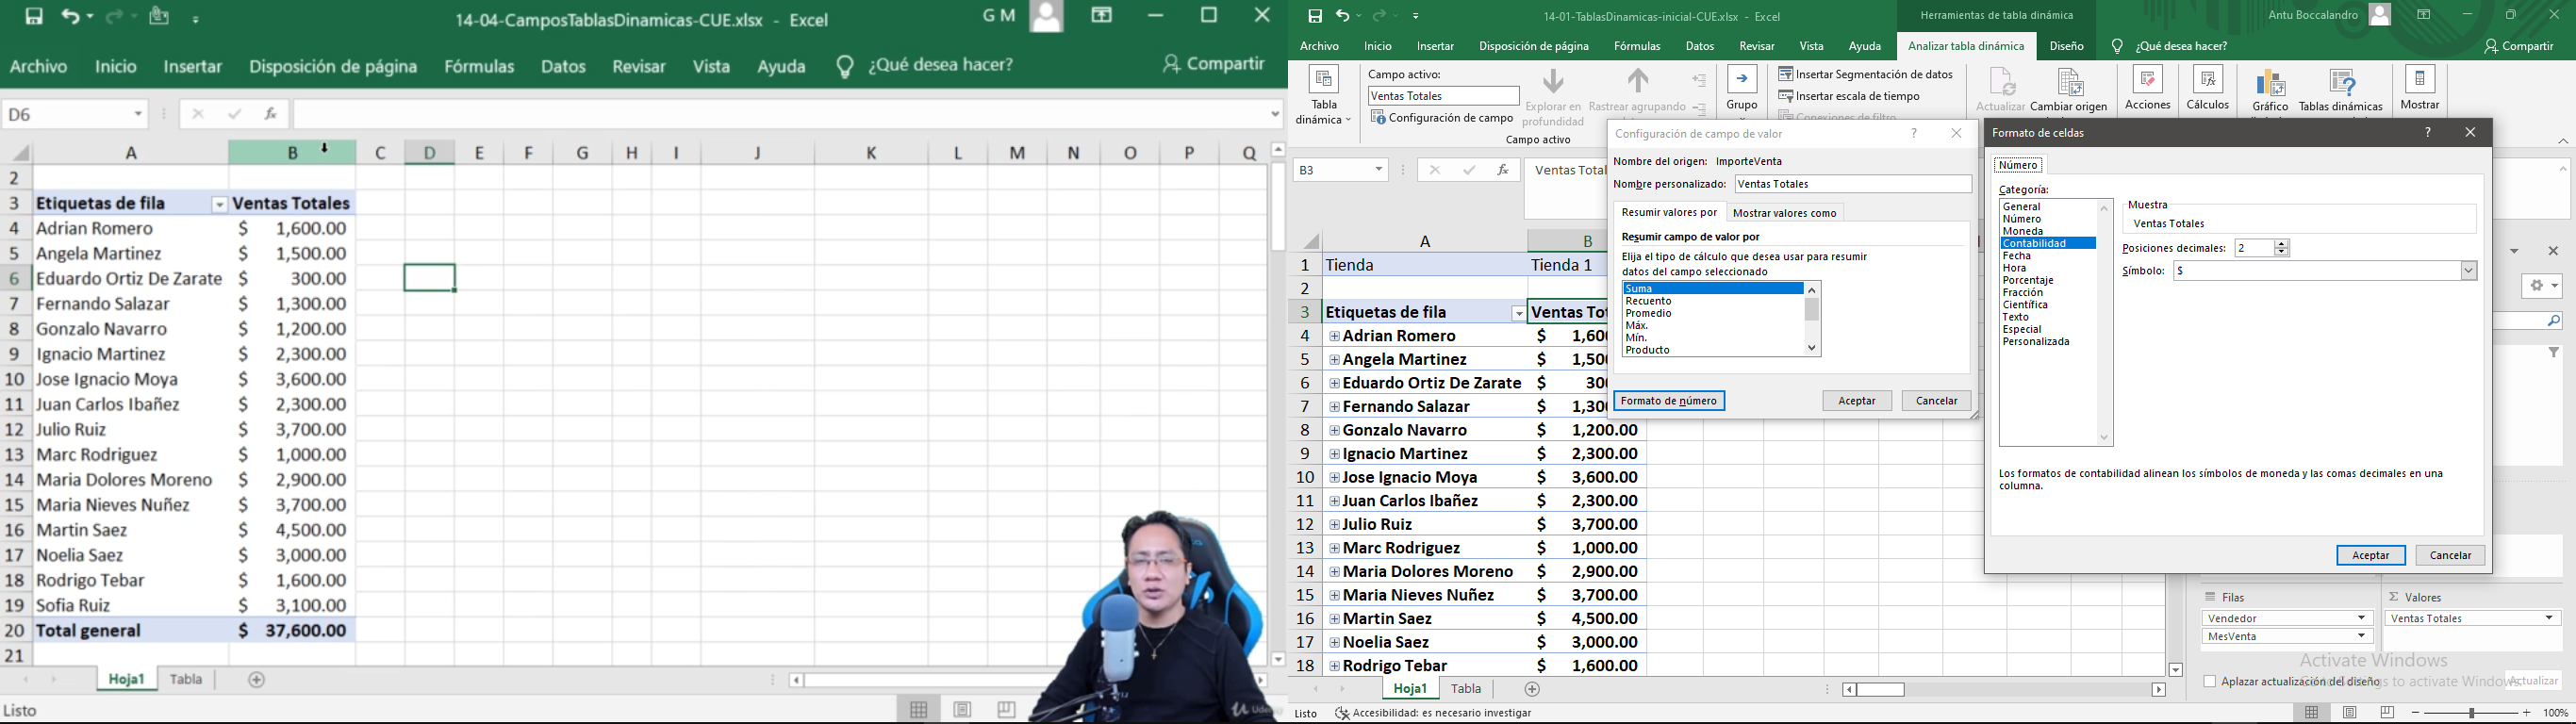 14-04-CamposTablasDinamicas-CUE.xlsx - Excel
G M
Archivo Inicio Insertar Disposición de página Fórmulas Datos Revisar Vista Ayuda ¿Qué desea hacer? Compartir
D6
fx
A B C D E F G H I J K L M N O P Q
2
3 Etiquetas de fila Ventas Totales
4 Adrian Romero $ 1,600.00
5 Angela Martinez $ 1,500.00
6 Eduardo Ortiz De Zarate $ 300.00
7 Fernando Salazar $ 1,300.00
8 Gonzalo Navarro $ 1,200.00
9 Ignacio Martinez $ 2,300.00
10 Jose Ignacio Moya $ 3,600.00
11 Juan Carlos Ibañez $ 2,300.00
12 Julio Ruiz $ 3,700.00
13 Marc Rodriguez $ 1,000.00
14 Maria Dolores Moreno $ 2,900.00
15 Maria Nieves Nuñez $ 3,700.00
16 Martin Saez $ 4,500.00
17 Noelia Saez $ 3,000.00
18 Rodrigo Tebar $ 1,600.00
19 Sofia Ruiz $ 3,100.00
20 Total general $ 37,600.00
21
Hoja1 Tabla
Listo
14-01-TablasDinamicas-inicial-CUE.xlsx - Excel
Herramientas de tabla dinámica
Antu Boccalandro
Archivo Inicio Insertar Disposición de página Fórmulas Datos Revisar Vista Ayuda Analizar tabla dinámica Diseño ¿Qué desea hacer? Compartir
Tabla
dinámica
Campo activo:
Ventas Totales
Configuración de campo
Explorar en
profundidad
Rastrear agrupando
Campo activo
Grupo
Insertar Segmentación de datos
Insertar escala de tiempo
Conexiones de filtro
Actualizar
Cambiar origen
Acciones
Cálculos
Gráfico
Tablas dinámicas
Mostrar
B3
fx
Ventas Total
A B
1 Tienda Tienda 1
2
3 Etiquetas de fila Ventas Tot
4 Adrian Romero $ 1,600
5 Angela Martinez $ 1,500
6 Eduardo Ortiz De Zarate $ 300
7 Fernando Salazar $ 1,300
8 Gonzalo Navarro $ 1,200.00
9 Ignacio Martinez $ 2,300.00
10 Jose Ignacio Moya $ 3,600.00
11 Juan Carlos Ibañez $ 2,300.00
12 Julio Ruiz $ 3,700.00
13 Marc Rodriguez $ 1,000.00
14 Maria Dolores Moreno $ 2,900.00
15 Maria Nieves Nuñez $ 3,700.00
16 Martin Saez $ 4,500.00
17 Noelia Saez $ 3,000.00
18 Rodrigo Tebar $ 1,600.00
Hoja1 Tabla
Listo Accesibilidad: es necesario investigar
100%
Configuración de campo de valor ?
Nombre del origen: ImporteVenta
Nombre personalizado: Ventas Totales
Resumir valores por Mostrar valores como
Resumir campo de valor por
Elija el tipo de cálculo que desea usar para resumir
datos del campo seleccionado
Suma
Recuento
Promedio
Máx.
Mín.
Producto
Formato de número Aceptar Cancelar
Formato de celdas ?
Número
Categoría:
General
Número
Moneda
Contabilidad
Fecha
Hora
Porcentaje
Fracción
Científica
Texto
Especial
Personalizada
Muestra
Ventas Totales
Posiciones decimales: 2
Símbolo: $
Los formatos de contabilidad alinean los símbolos de moneda y las comas decimales en una
columna.
Aceptar Cancelar
Filas
Vendedor
MesVenta
Σ Valores
Ventas Totales
Activate Windows
Aplazar actualización del diseño
Actualizar